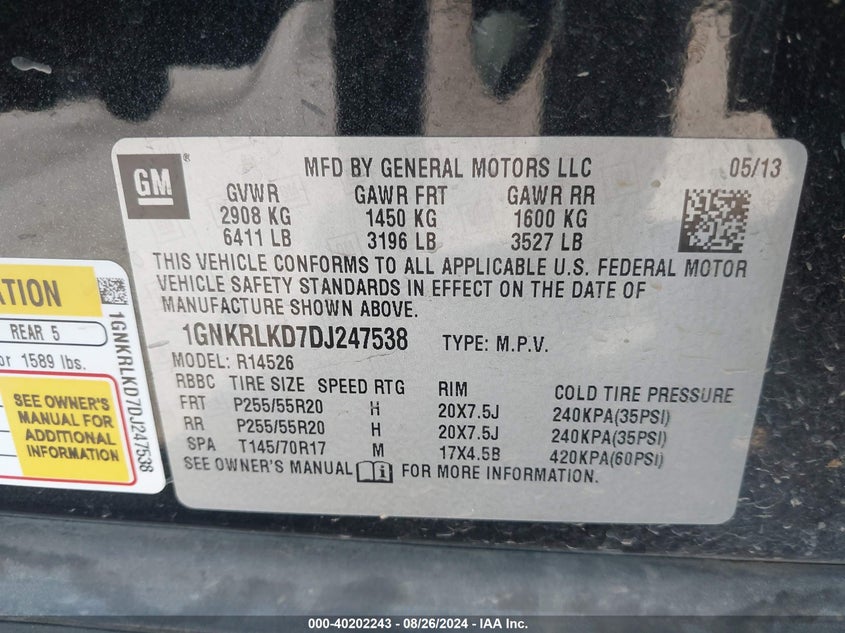 GM ®
MFD BY GENERAL MOTORS LLC 05/13
GVWR GAWR FRT GAWR RR
2908 KG 1450 KG 1600 KG
6411 LB 3196 LB 3527 LB
THIS VEHICLE CONFORMS TO ALL APPLICABLE U.S. FEDERAL MOTOR
VEHICLE SAFETY STANDARDS IN EFFECT ON THE DATE OF
MANUFACTURE SHOWN ABOVE.
1GNKRLKD7DJ247538 TYPE: M.P.V.
MODEL: R14526
RBBC TIRE SIZE SPEED RTG RIM COLD TIRE PRESSURE
FRT P255/55R20 H 20X7.5J 240KPA(35PSI)
RR P255/55R20 H 20X7.5J 240KPA(35PSI)
SPA T145/70R17 M 17X4.5B 420KPA(60PSI)
SEE OWNER'S MANUAL i FOR MORE INFORMATION.
ATION
REAR 5
or 1589 lbs.
SEE OWNER'S
MANUAL FOR
ADDITIONAL
INFORMATION
1GNKRLKD7DJ247538
000-40202243 - 08/26/2024 - IAA Inc.